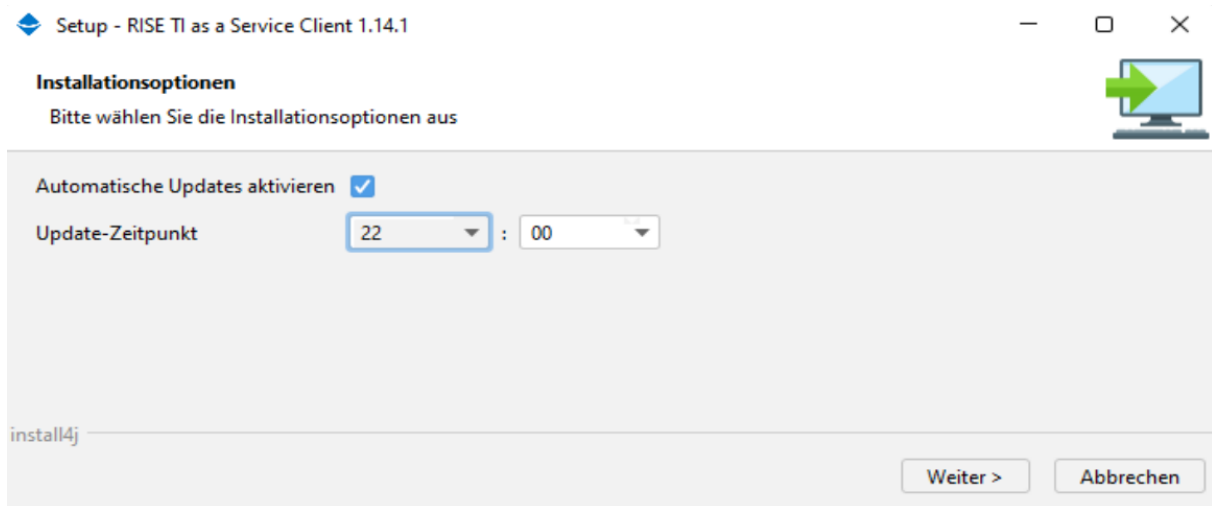 Setup - RISE TI as a Service Client 1.14.1
Installationsoptionen
Bitte wählen Sie die Installationsoptionen aus
Automatische Updates aktivieren
Update-Zeitpunkt 22 : 00
install4j
Weiter > Abbrechen